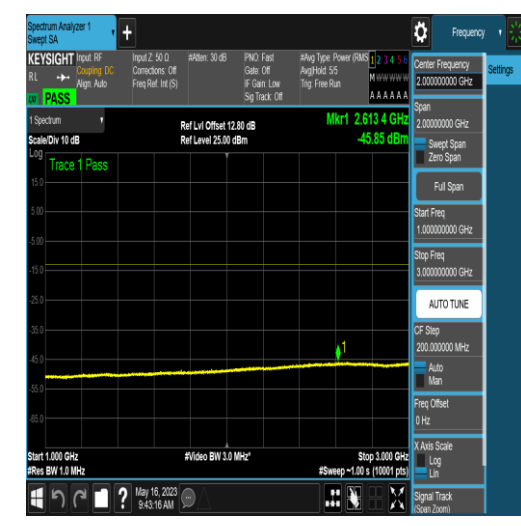 Spectrum Analyzer 1
Swept SA
+
Frequency
Settings
KEYSIGHT
RL
Input: RF
Coupling: DC
Align: Auto
Input Z: 50 Ω
Corrections: Off
Freq Ref: Int (S)
#Atten: 30 dB
PNO: Fast
Gate: Off
IF Gain: Low
Sig Track: Off
#Avg Type: Power (RMS
Avg|Hold: 5/5
Trig: Free Run
1 2 3 4 5 6
M W W W W W
A A A A A A
PASS
1 Spectrum
Scale/Div 10 dB
Ref Lvl Offset 12.80 dB
Ref Level 25.00 dBm
Mkr1 2.613 4 GHz
-45.85 dBm
Log
Trace 1 Pass
15.0
5.00
-5.00
-15.0
-25.0
-35.0
-45.0
-55.0
-65.0
1
Start 1.000 GHz
#Res BW 1.0 MHz
#Video BW 3.0 MHz*
Stop 3.000 GHz
#Sweep ~1.00 s (10001 pts)
Center Frequency
2.000000000 GHz
Span
2.00000000 GHz
Swept Span
Zero Span
Full Span
Start Freq
1.000000000 GHz
Stop Freq
3.000000000 GHz
AUTO TUNE
CF Step
200.000000 MHz
Auto
Man
Freq Offset
0 Hz
X Axis Scale
Log
Lin
Signal Track
(Span Zoom)
?
May 16, 2023
9:43:16 AM